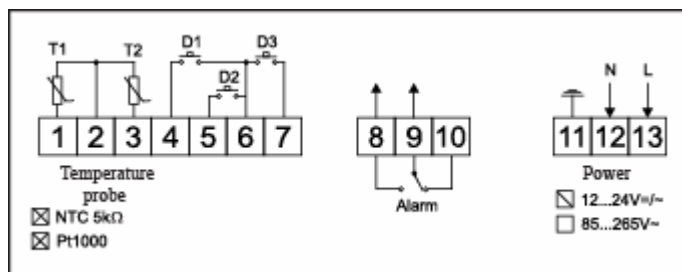 T1 T2 D1 D3 N L
D2
1 2 3 4 5 6 7 8 9 10 11 12 13
Temperature probe
NTC 5kΩ
Pt1000
Alarm
Power
12...24V=/~
85...265V~